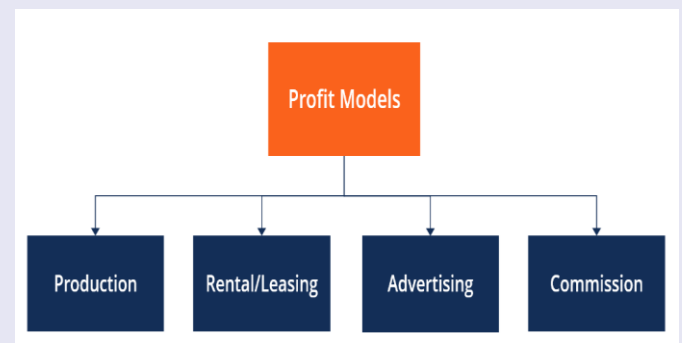 Profit Models
Production
Rental/Leasing
Advertising
Commission